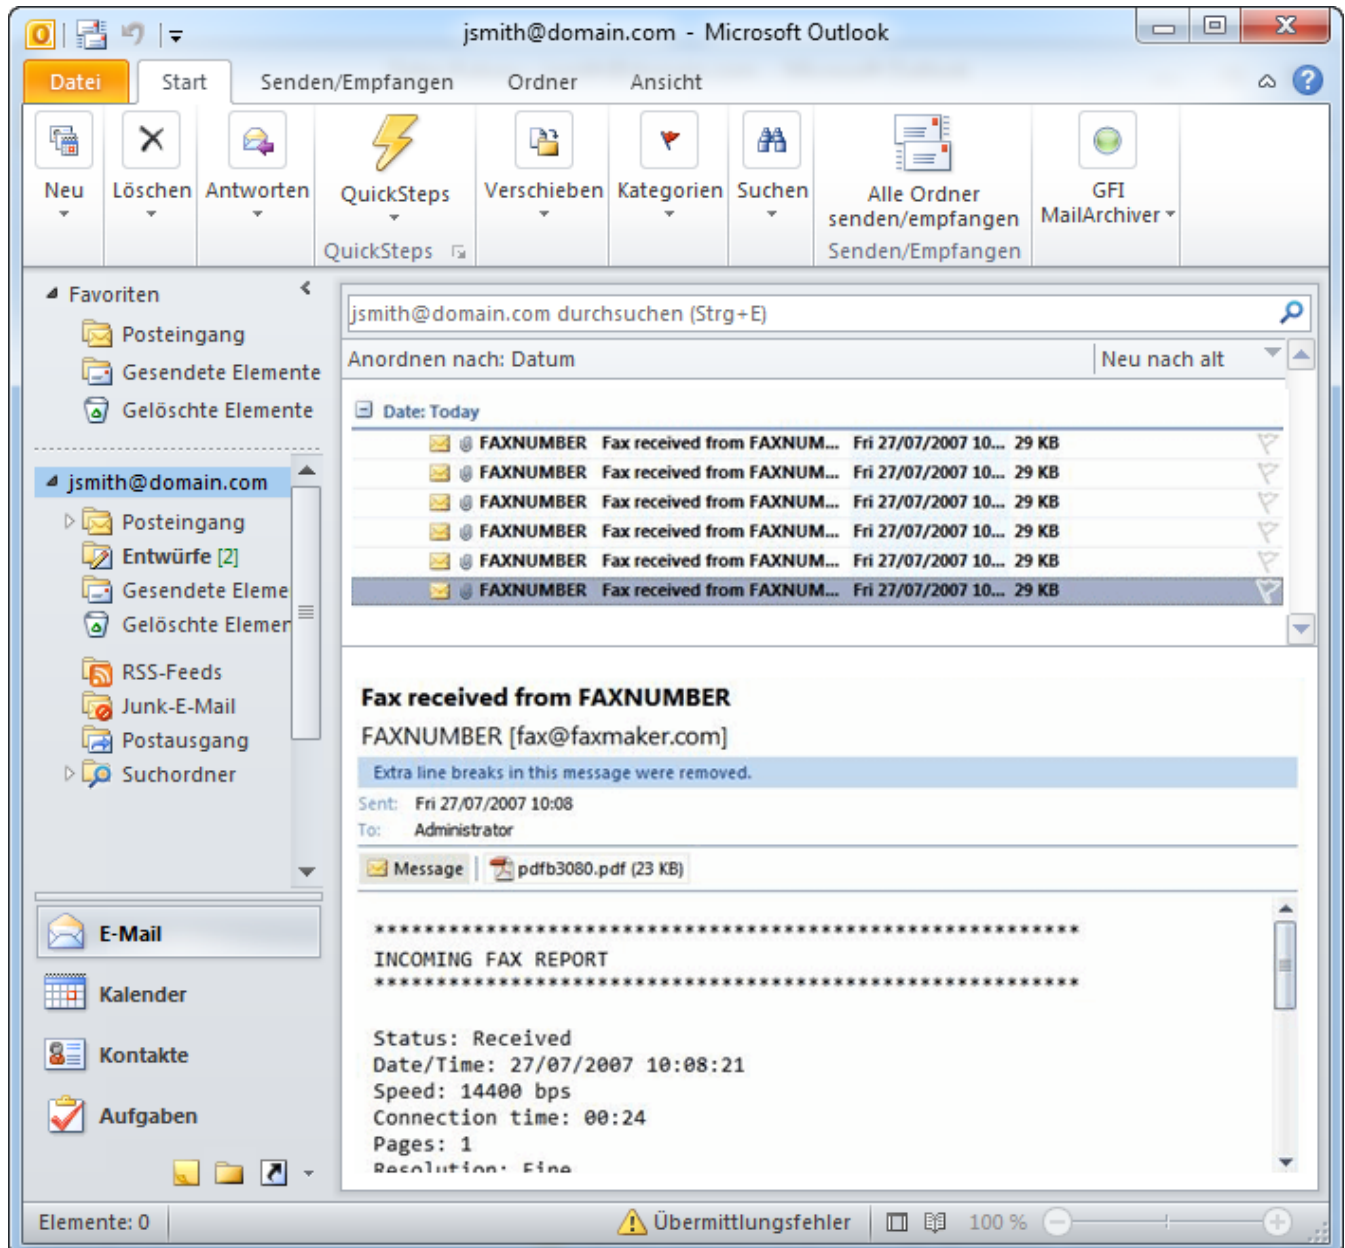 jsmith@domain.com - Microsoft Outlook
Datei Start Senden/Empfangen Ordner Ansicht
Neu Löschen Antworten QuickSteps Verschieben Kategorien Suchen Alle Ordner senden/empfangen GFI MailArchiver
QuickSteps Senden/Empfangen
Favoriten
Posteingang
Gesendete Elemente
Gelöschte Elemente
jsmith@domain.com
Posteingang
Entwürfe [2]
Gesendete Eleme
Gelöschte Elemen
RSS-Feeds
Junk-E-Mail
Postausgang
Suchordner
E-Mail
Kalender
Kontakte
Aufgaben
jsmith@domain.com durchsuchen (Strg+E)
Anordnen nach: Datum Neu nach alt
Date: Today
FAXNUMBER Fax received from FAXNUM... Fri 27/07/2007 10... 29 KB
FAXNUMBER Fax received from FAXNUM... Fri 27/07/2007 10... 29 KB
FAXNUMBER Fax received from FAXNUM... Fri 27/07/2007 10... 29 KB
FAXNUMBER Fax received from FAXNUM... Fri 27/07/2007 10... 29 KB
FAXNUMBER Fax received from FAXNUM... Fri 27/07/2007 10... 29 KB
FAXNUMBER Fax received from FAXNUM... Fri 27/07/2007 10... 29 KB
Fax received from FAXNUMBER
FAXNUMBER [fax@faxmaker.com]
Extra line breaks in this message were removed.
Sent: Fri 27/07/2007 10:08
To: Administrator
Message pdfb3080.pdf (23 KB)
*********************************************************
INCOMING FAX REPORT
*********************************************************
Status: Received
Date/Time: 27/07/2007 10:08:21
Speed: 14400 bps
Connection time: 00:24
Pages: 1
Resolution: Fine
Elemente: 0 Übermittlungsfehler 100 %